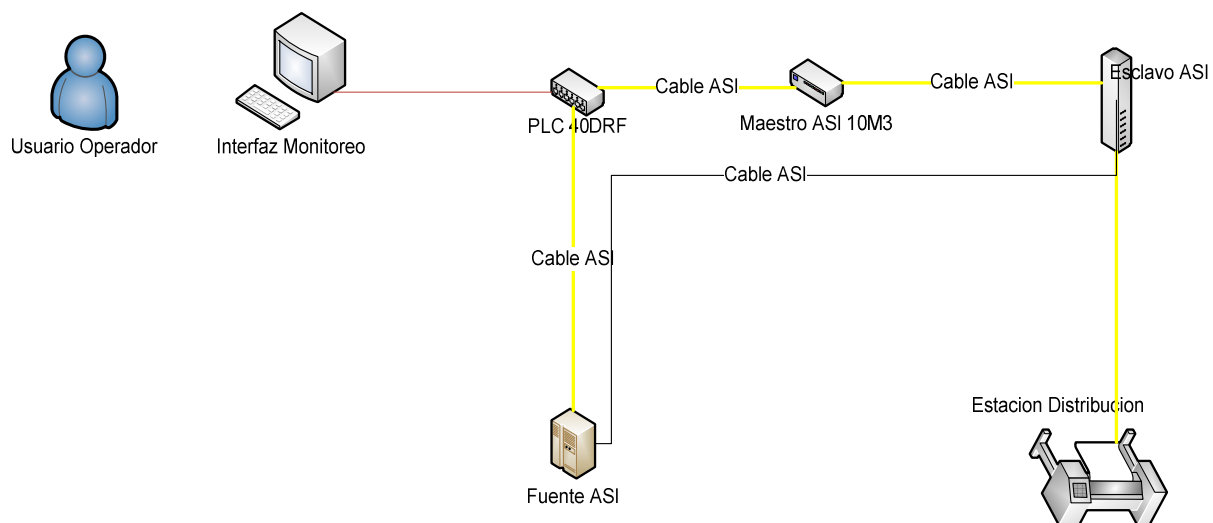 Usuario Operador
Interfaz Monitoreo
PLC 40DRF
Cable ASI
Maestro ASI 10M3
Cable ASI
Esclavo ASI
Cable ASI
Cable ASI
Fuente ASI
Estacion Distribucion